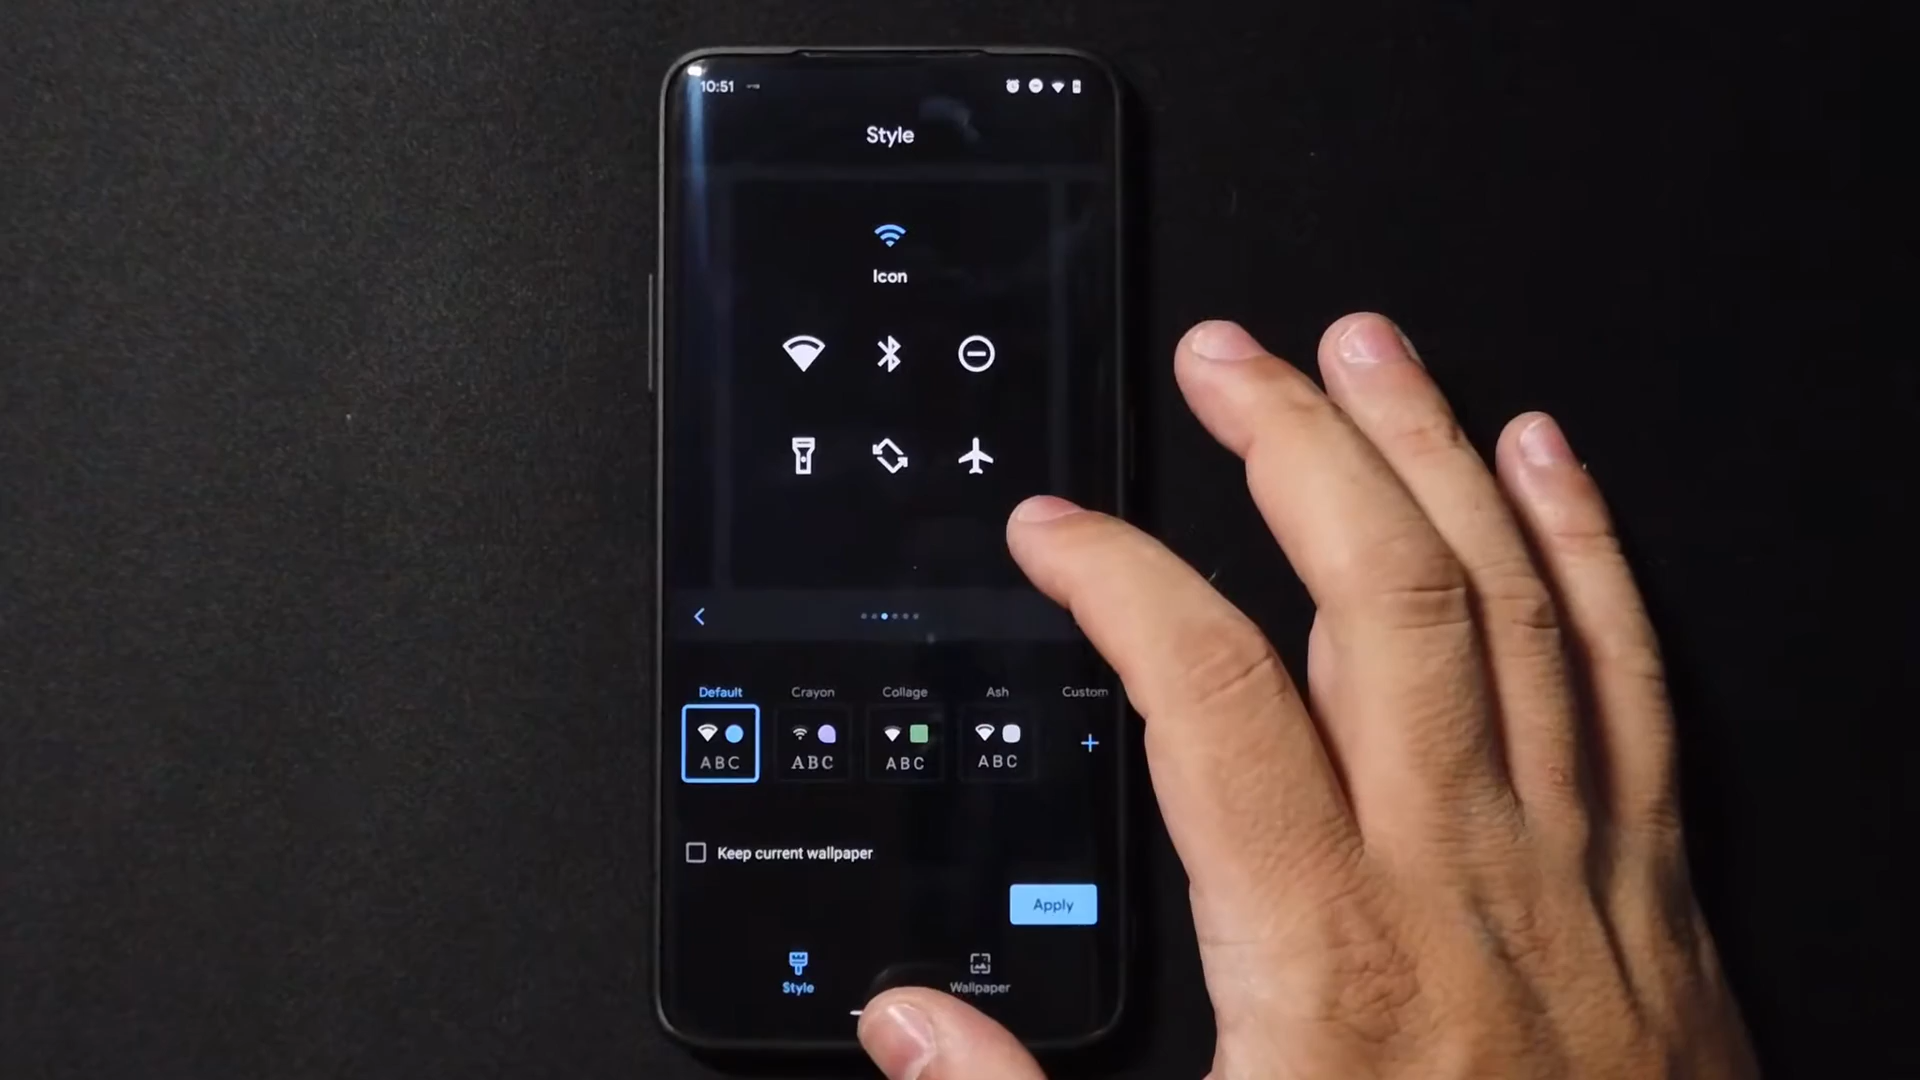 10:51
Style
Icon
Default Crayon Collage Ash Custom
ABC ABC ABC ABC
Keep current wallpaper
Apply
Style Wallpaper